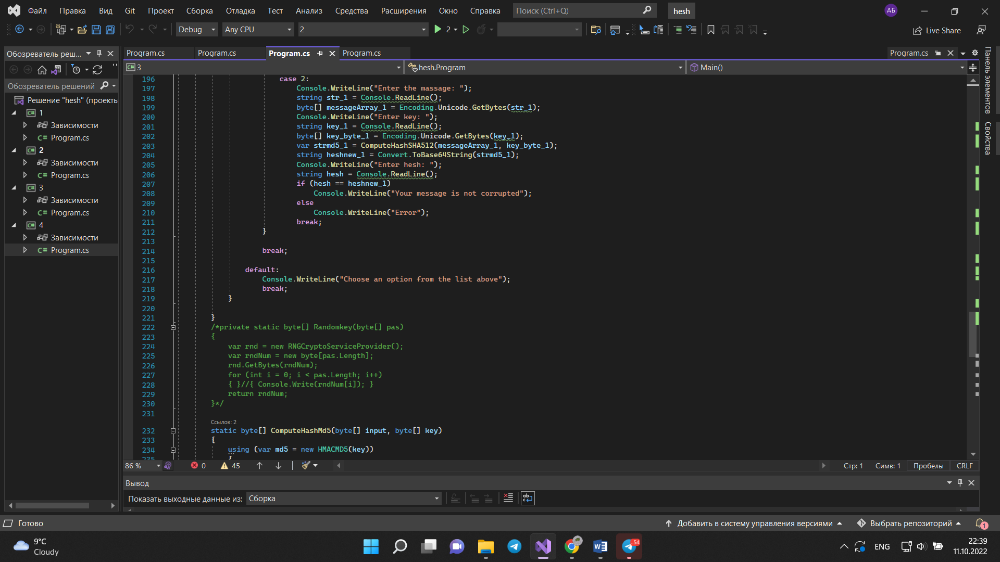 Файл Правка Вид Git Проект Сборка Отладка Тест Анализ Средства Расширения Окно Справка Поиск (Ctrl+Q) hesh АБ
Debug Any CPU 2 2 Live Share
Обозреватель реш... Program.cs Program.cs Program.cs Program.cs Program.cs
C# 3 hesh.Program Main()
Обозреватель решений
Решение "hesh" (проекты
C# 1
Зависимости
C# Program.cs
C# 2
Зависимости
C# Program.cs
C# 3
Зависимости
C# Program.cs
C# 4
Зависимости
C# Program.cs
196 case 2:
197 Console.WriteLine("Enter the massage: ");
198 string str_1 = Console.ReadLine();
199 byte[] messageArray_1 = Encoding.Unicode.GetBytes(str_1);
200 Console.WriteLine("Enter key: ");
201 string key_1 = Console.ReadLine();
202 byte[] key_byte_1 = Encoding.Unicode.GetBytes(key_1);
203 var strmd5_1 = ComputeHashSHA512(messageArray_1, key_byte_1);
204 string heshnew_1 = Convert.ToBase64String(strmd5_1);
205 Console.WriteLine("Enter hesh: ");
206 string hesh = Console.ReadLine();
207 if (hesh == heshnew_1)
208 Console.WriteLine("Your message is not corrupted");
209 else
210 Console.WriteLine("Error");
211 break;
212 }
213
214 break;
215
216 default:
217 Console.WriteLine("Choose an option from the list above");
218 break;
219 }
220
221 }
222 /*private static byte[] Randomkey(byte[] pas)
223 {
224 var rnd = new RNGCryptoServiceProvider();
225 var rndNum = new byte[pas.Length];
226 rnd.GetBytes(rndNum);
227 for (int i = 0; i < pas.Length; i++)
228 { }//{ Console.Write(rndNum[i]); }
229 return rndNum;
230 }*/
231
Ссылок: 2
232 static byte[] ComputeHashMd5(byte[] input, byte[] key)
233 {
234 using (var md5 = new HMACMD5(key))
235 {
86 % 0 45 Стр: 1 Симв: 1 Пробелы CRLF
Вывод
Показать выходные данные из: Сборка
Панель элементов
Свойства
Готово Добавить в систему управления версиями Выбрать репозиторий 1
9°C
Cloudy
..54
ENG
22:39
11.10.2022